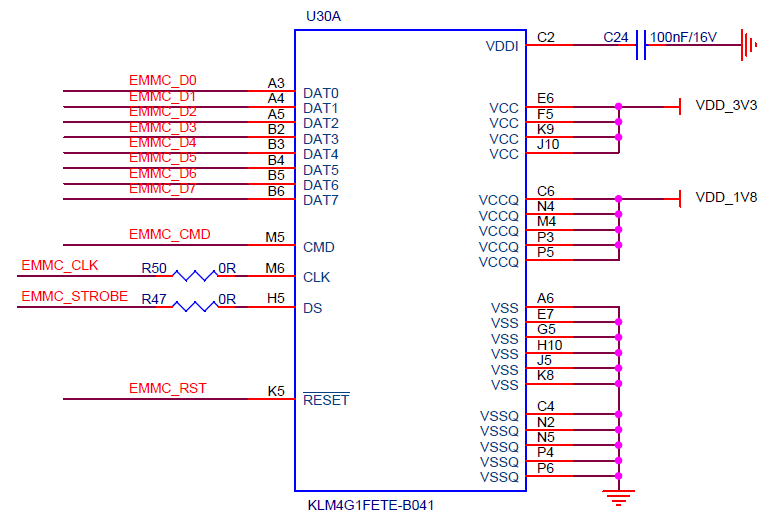 U30A
C2
VDDI
C24
100nF/16V
EMMC_D0
A3
DAT0
EMMC_D1
A4
DAT1
EMMC_D2
A5
DAT2
EMMC_D3
B2
DAT3
EMMC_D4
B3
DAT4
EMMC_D5
B4
DAT5
EMMC_D6
B5
DAT6
EMMC_D7
B6
DAT7
E6
VCC
VDD_3V3
F5
VCC
K9
VCC
J10
VCC
C6
VCCQ
VDD_1V8
N4
VCCQ
M4
VCCQ
P3
VCCQ
P5
VCCQ
EMMC_CMD
M5
CMD
EMMC_CLK
R50
0R
M6
CLK
EMMC_STROBE
R47
0R
H5
DS
A6
VSS
E7
VSS
G5
VSS
H10
VSS
J5
VSS
K8
VSS
EMMC_RST
K5
RESET
C4
VSSQ
N2
VSSQ
N5
VSSQ
P4
VSSQ
P6
VSSQ
KLM4G1FETE-B041